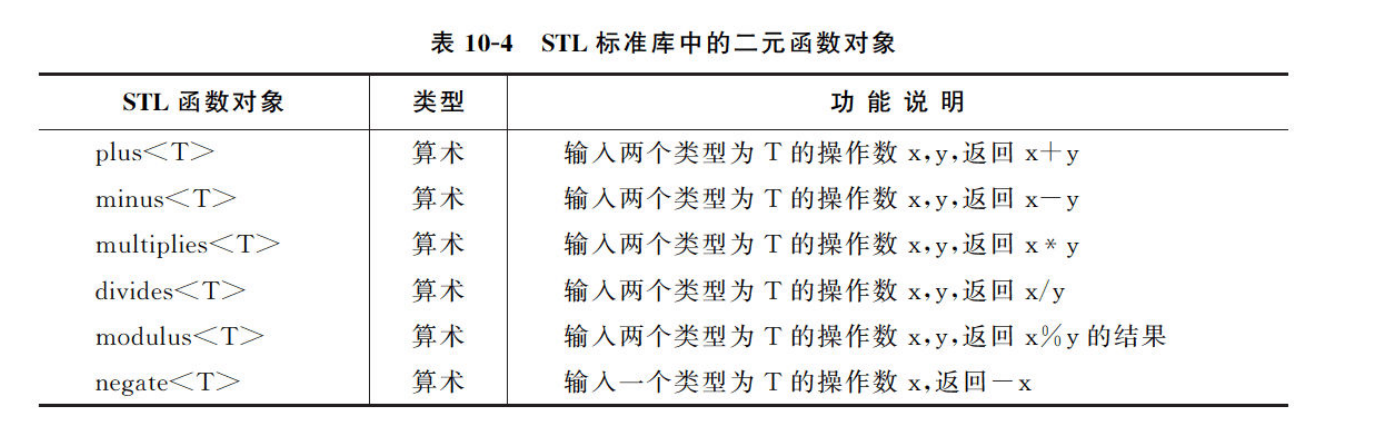 表 10-4 STL 标准库中的二元函数对象
STL 函数对象 类型 功能说明
plus<T> 算术 输入两个类型为 T 的操作数 x,y,返回 x+y
minus<T> 算术 输入两个类型为 T 的操作数 x,y,返回 x-y
multiplies<T> 算术 输入两个类型为 T 的操作数 x,y,返回 x*y
divides<T> 算术 输入两个类型为 T 的操作数 x,y,返回 x/y
modulus<T> 算术 输入两个类型为 T 的操作数 x,y,返回 x%y 的结果
negate<T> 算术 输入一个类型为 T 的操作数 x,返回-x